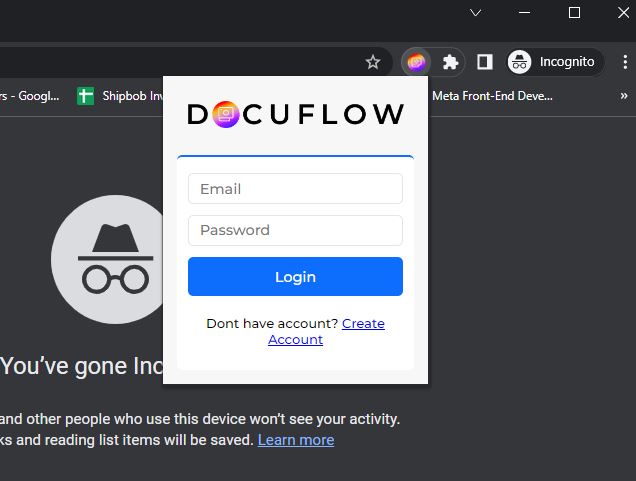 Incognito
rs - Googl...
Shipbob Inv
Meta Front-End Deve...
»
DOCUFLOW
Email
Password
Login
Dont have account? Create
Account
You've gone Inc
and other people who use this device won't see your activity.
ks and reading list items will be saved. Learn more